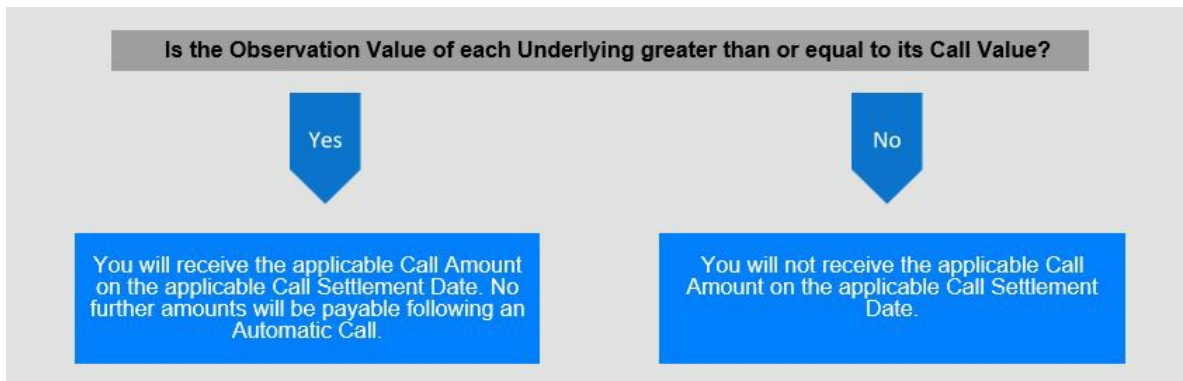 Is the Observation Value of each Underlying greater than or equal to its Call Value?
Yes
No
You will receive the applicable Call Amount
on the applicable Call Settlement Date. No
further amounts will be payable following an
Automatic Call.
You will not receive the applicable Call
Amount on the applicable Call Settlement
Date.